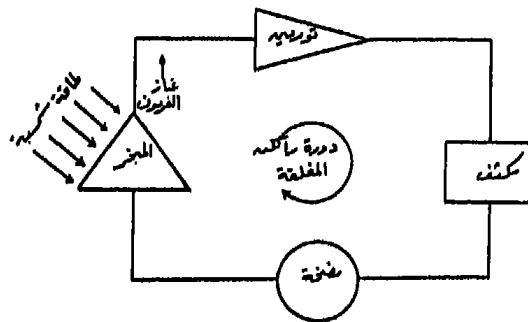 توربين
غاز
الفريون
طاقة شمسية
المبخر
دورة رانكن
المغلقة
مكثف
مضخة